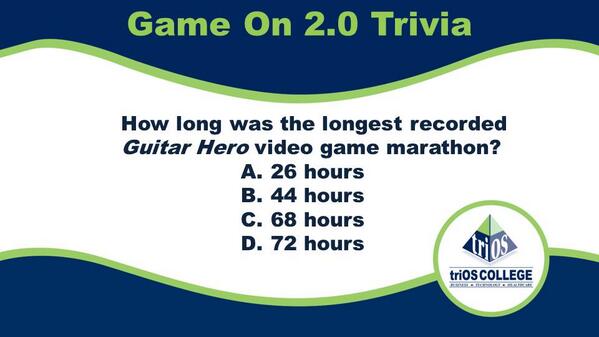 Game On 2.0 Trivia
How long was the longest recorded
Guitar Hero video game marathon?
A. 26 hours
B. 44 hours
C. 68 hours
D. 72 hours
triOS
triOS COLLEGE
BUSINESS • TECHNOLOGY • HEALTHCARE